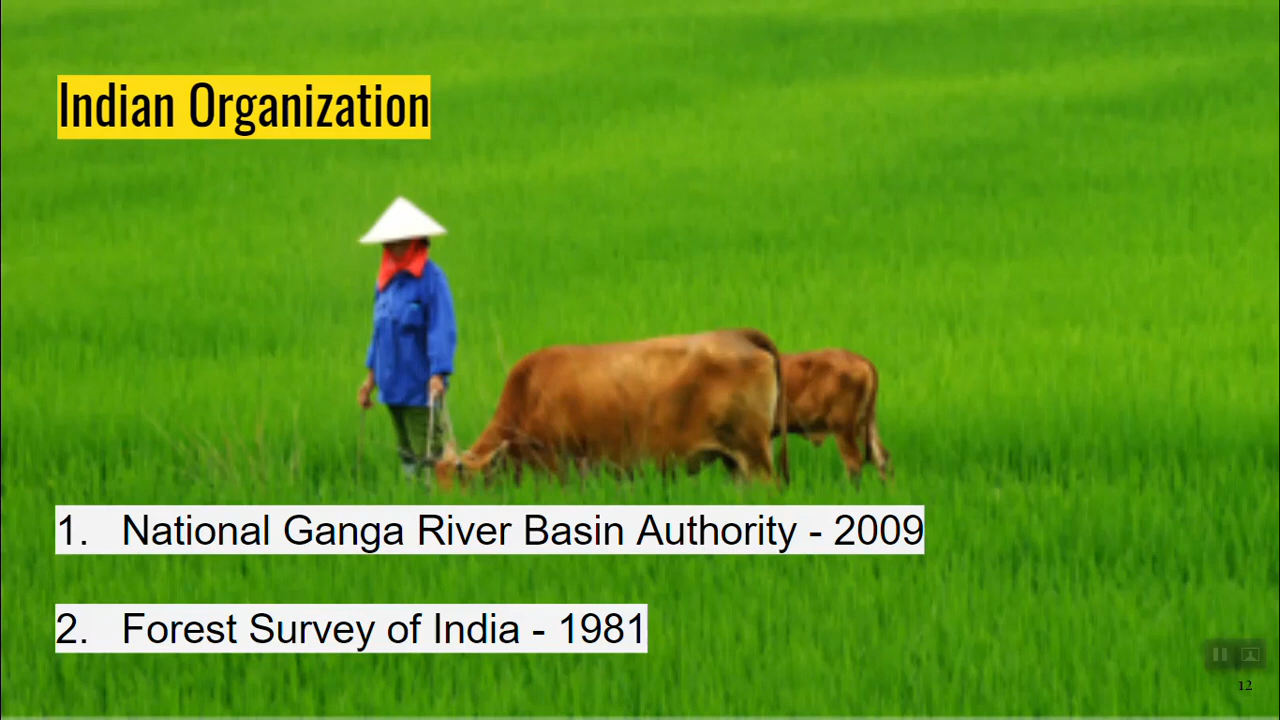 Indian Organization
1. National Ganga River Basin Authority - 2009
2. Forest Survey of India - 1981
12